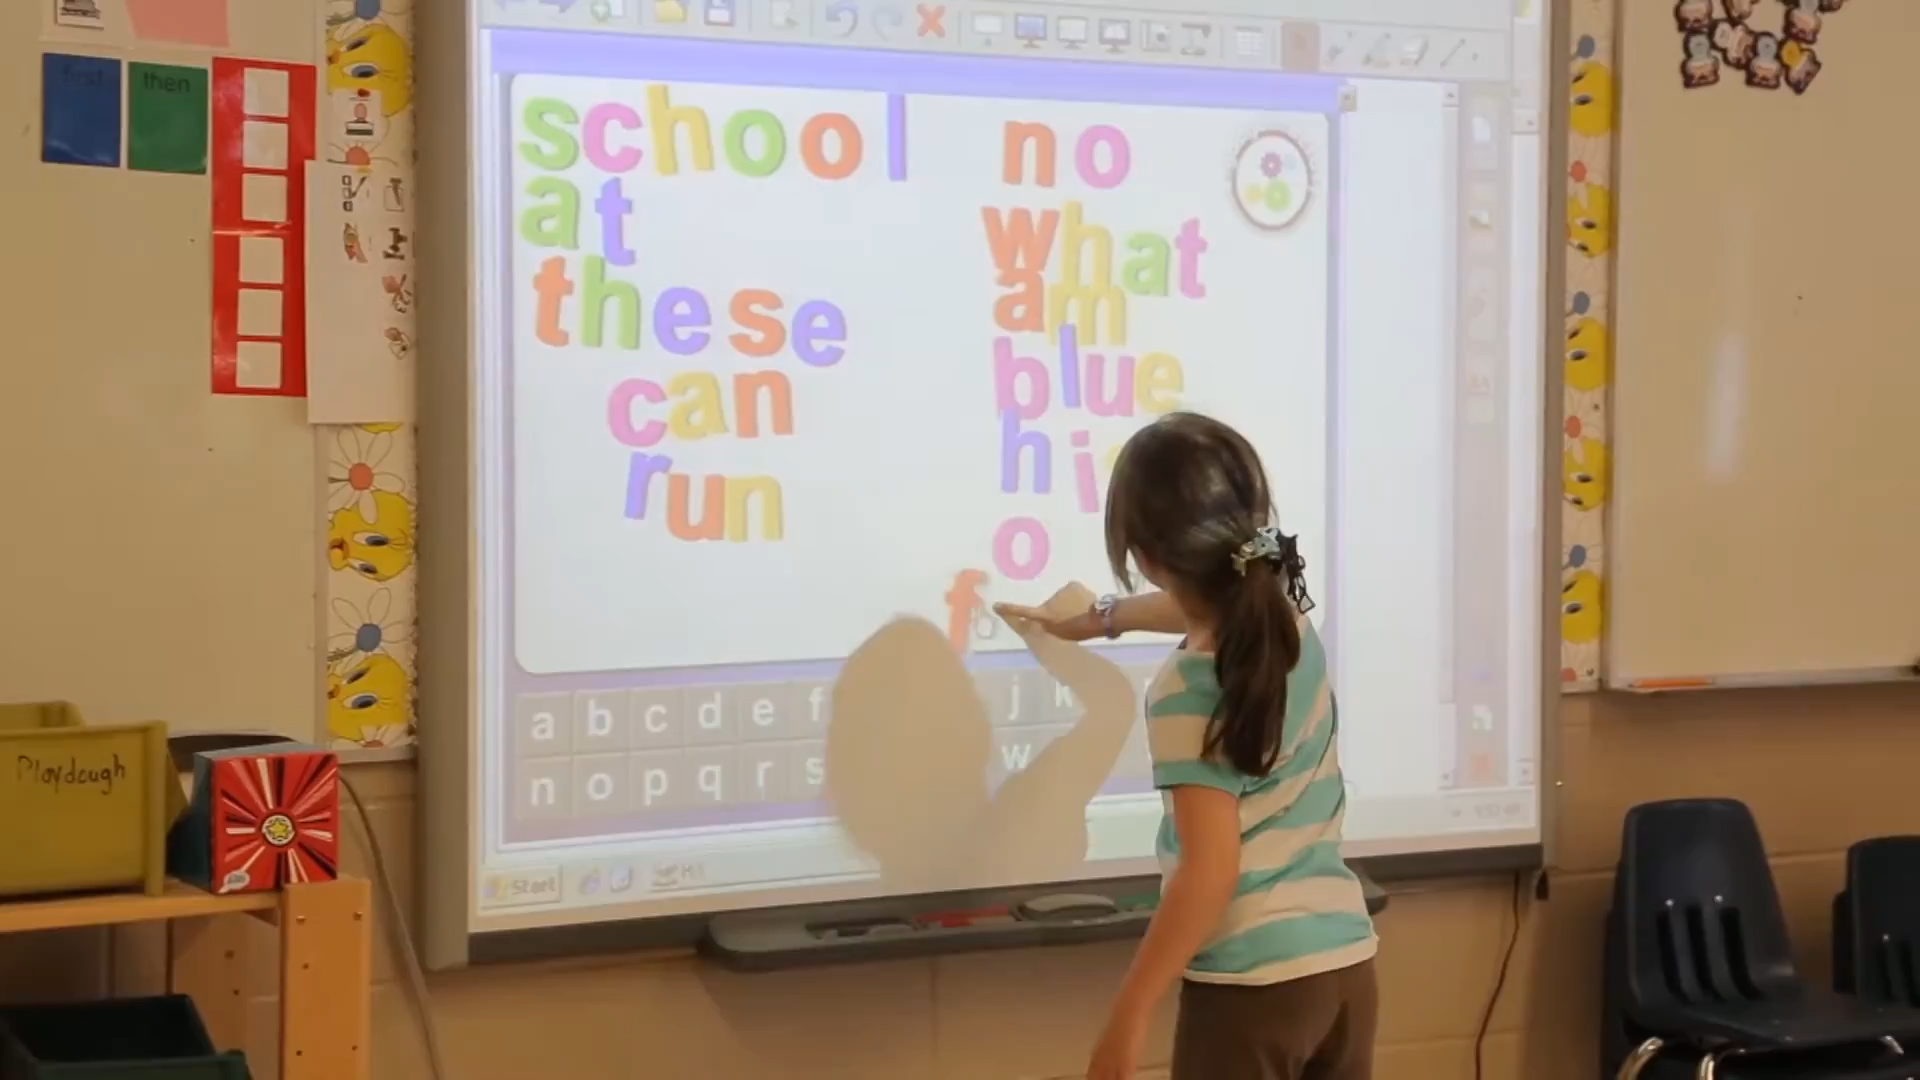 first
then
school
at
these
can
run
no
what
am
blue
h i
o
f
a b c d e f j k
n o p q r s w
Start
Playdough